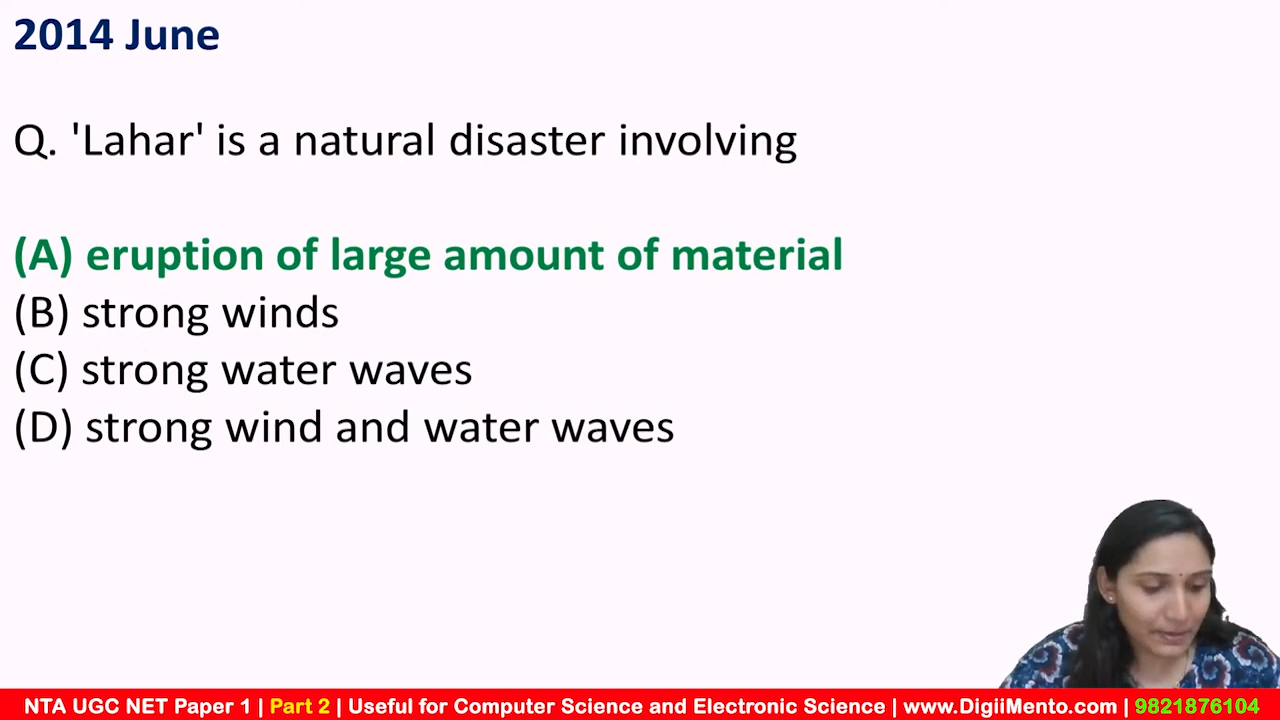 2014 June
Q. 'Lahar' is a natural disaster involving
(A) eruption of large amount of material
(B) strong winds
(C) strong water waves
(D) strong wind and water waves
NTA UGC NET Paper 1 | Part 2 | Useful for Computer Science and Electronic Science | www.DigiiMento.com | 9821876104